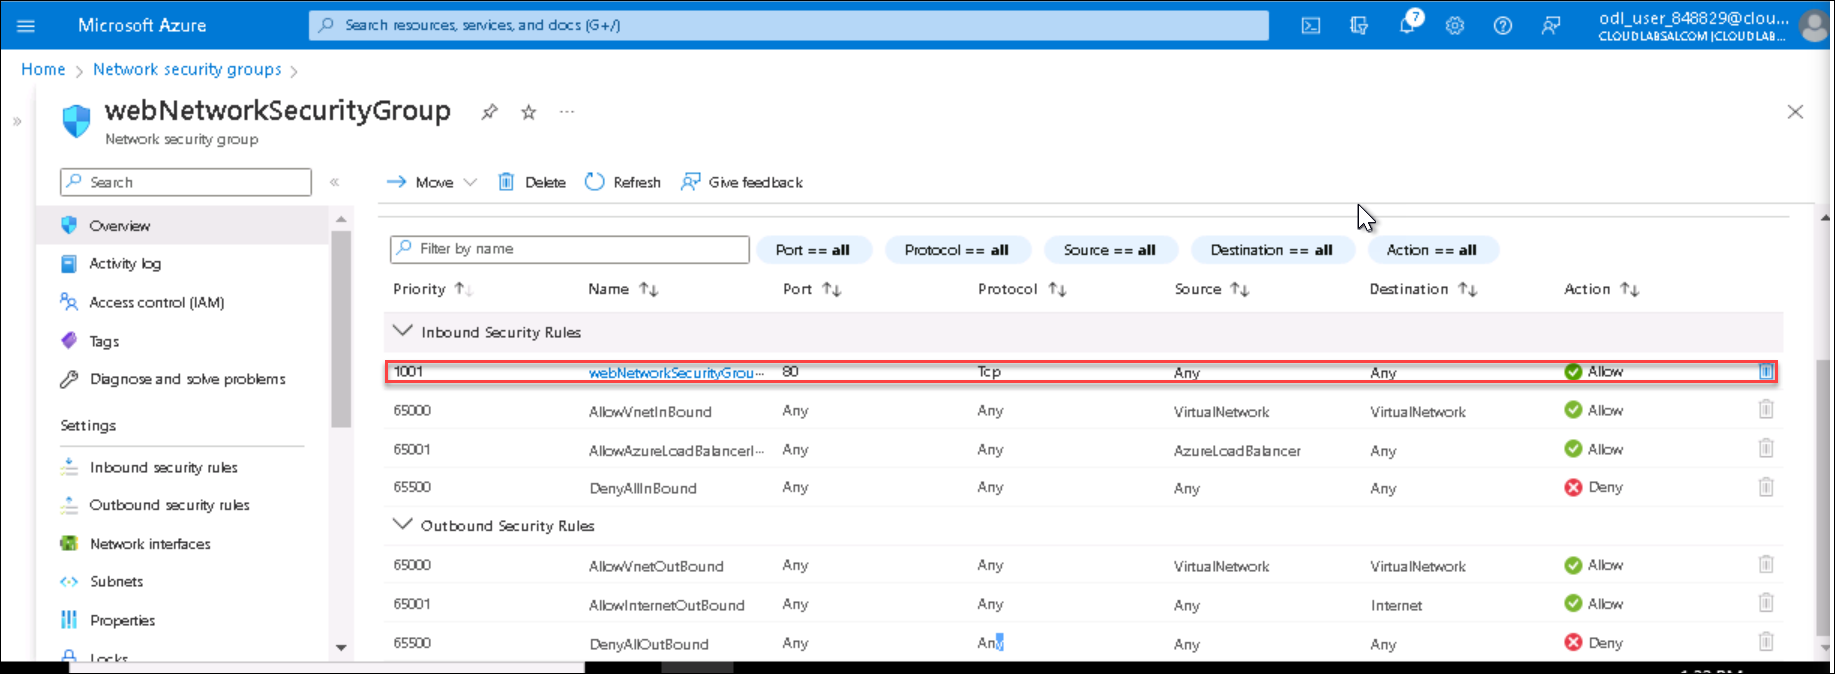 Microsoft Azure
Search resources, services, and docs (G+/)
7
odl_user_848829@clou...
CLOUDLABSAI.COM (CLOUDLAB...
Home > Network security groups >
webNetworkSecurityGroup
Network security group
Search
Move Delete Refresh Give feedback
Overview
Activity log
Access control (IAM)
Tags
Diagnose and solve problems
Settings
Inbound security rules
Outbound security rules
Network interfaces
Subnets
Properties
Locks
Filter by name Port == all Protocol == all Source == all Destination == all Action == all
Priority Name Port Protocol Source Destination Action
Inbound Security Rules
1001 webNetworkSecurityGrou... 80 Tcp Any Any Allow
65000 AllowVnetInBound Any Any VirtualNetwork VirtualNetwork Allow
65001 AllowAzureLoadBalancerI... Any Any AzureLoadBalancer Any Allow
65500 DenyAllInBound Any Any Any Any Deny
Outbound Security Rules
65000 AllowVnetOutBound Any Any VirtualNetwork VirtualNetwork Allow
65001 AllowInternetOutBound Any Any Any Internet Allow
65500 DenyAllOutBound Any Any Any Any Deny